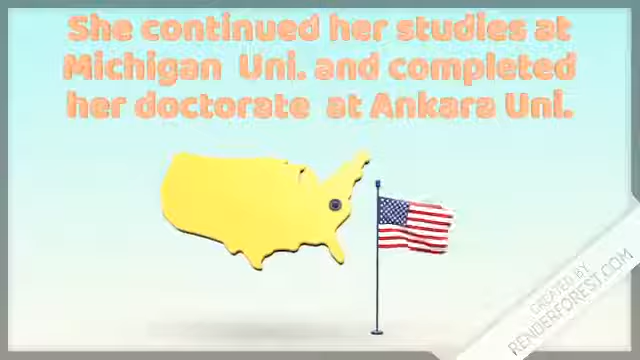 She continued her studies at
Michigan Uni. and completed
her doctorate at Ankara Uni.
CREATED BY
RENDERFOREST.COM